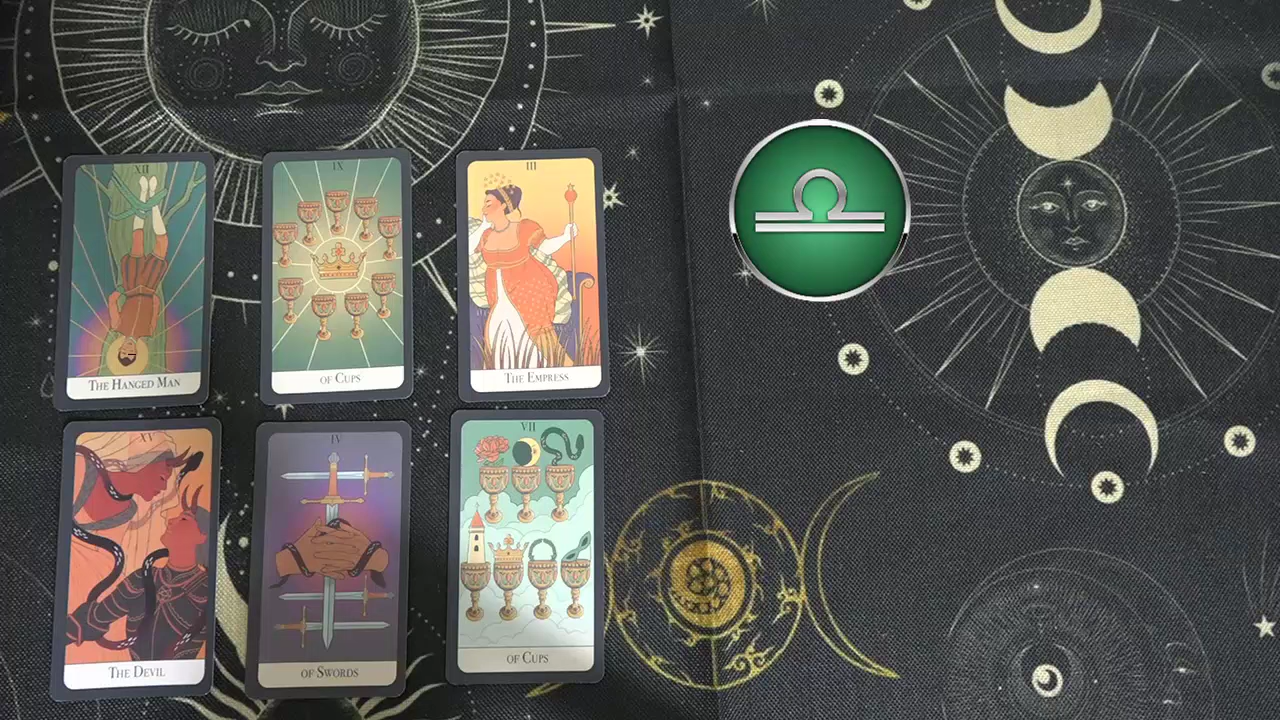 XII
THE HANGED MAN
IX
OF CUPS
III
THE EMPRESS
XV
THE DEVIL
IV
OF SWORDS
VII
OF CUPS